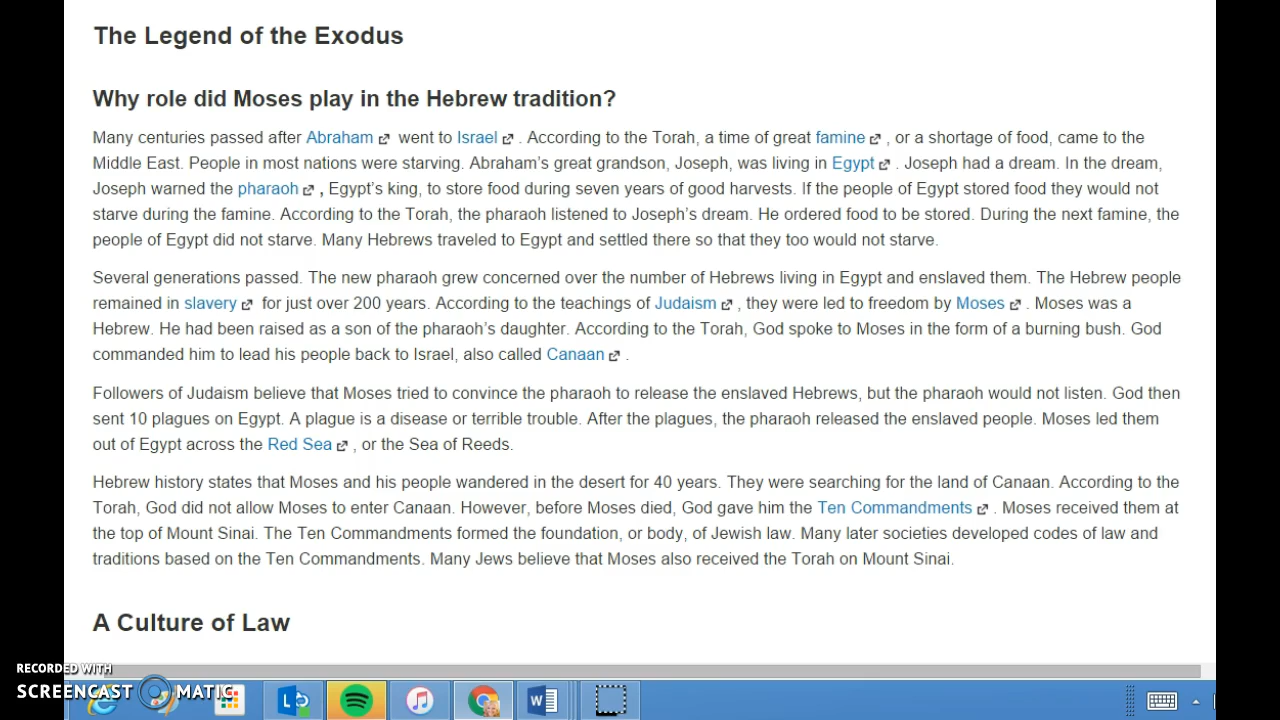 The Legend of the Exodus
Why role did Moses play in the Hebrew tradition?
Many centuries passed after Abraham went to Israel . According to the Torah, a time of great famine , or a shortage of food, came to the
Middle East. People in most nations were starving. Abraham’s great grandson, Joseph, was living in Egypt . Joseph had a dream. In the dream,
Joseph warned the pharaoh , Egypt’s king, to store food during seven years of good harvests. If the people of Egypt stored food they would not
starve during the famine. According to the Torah, the pharaoh listened to Joseph’s dream. He ordered food to be stored. During the next famine, the
people of Egypt did not starve. Many Hebrews traveled to Egypt and settled there so that they too would not starve.
Several generations passed. The new pharaoh grew concerned over the number of Hebrews living in Egypt and enslaved them. The Hebrew people
remained in slavery for just over 200 years. According to the teachings of Judaism , they were led to freedom by Moses . Moses was a
Hebrew. He had been raised as a son of the pharaoh’s daughter. According to the Torah, God spoke to Moses in the form of a burning bush. God
commanded him to lead his people back to Israel, also called Canaan .
Followers of Judaism believe that Moses tried to convince the pharaoh to release the enslaved Hebrews, but the pharaoh would not listen. God then
sent 10 plagues on Egypt. A plague is a disease or terrible trouble. After the plagues, the pharaoh released the enslaved people. Moses led them
out of Egypt across the Red Sea , or the Sea of Reeds.
Hebrew history states that Moses and his people wandered in the desert for 40 years. They were searching for the land of Canaan. According to the
Torah, God did not allow Moses to enter Canaan. However, before Moses died, God gave him the Ten Commandments . Moses received them at
the top of Mount Sinai. The Ten Commandments formed the foundation, or body, of Jewish law. Many later societies developed codes of law and
traditions based on the Ten Commandments. Many Jews believe that Moses also received the Torah on Mount Sinai.
A Culture of Law
RECORDED WITH
SCREENCAST MATIC